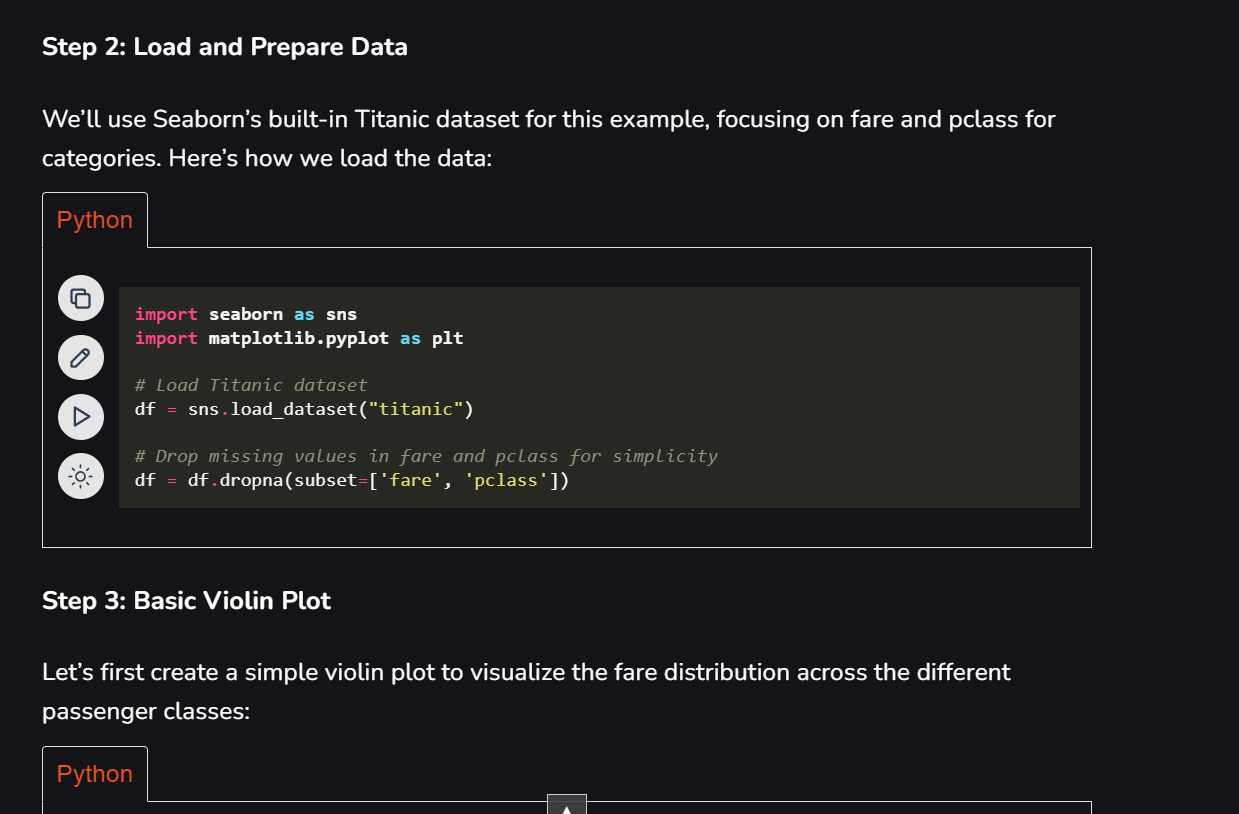 Step 2: Load and Prepare Data
We’ll use Seaborn’s built-in Titanic dataset for this example, focusing on fare and pclass for
categories. Here’s how we load the data:
Python
import seaborn as sns
import matplotlib.pyplot as plt
# Load Titanic dataset
df = sns.load_dataset("titanic")
# Drop missing values in fare and pclass for simplicity
df = df.dropna(subset=['fare', 'pclass'])
Step 3: Basic Violin Plot
Let’s first create a simple violin plot to visualize the fare distribution across the different
passenger classes:
Python